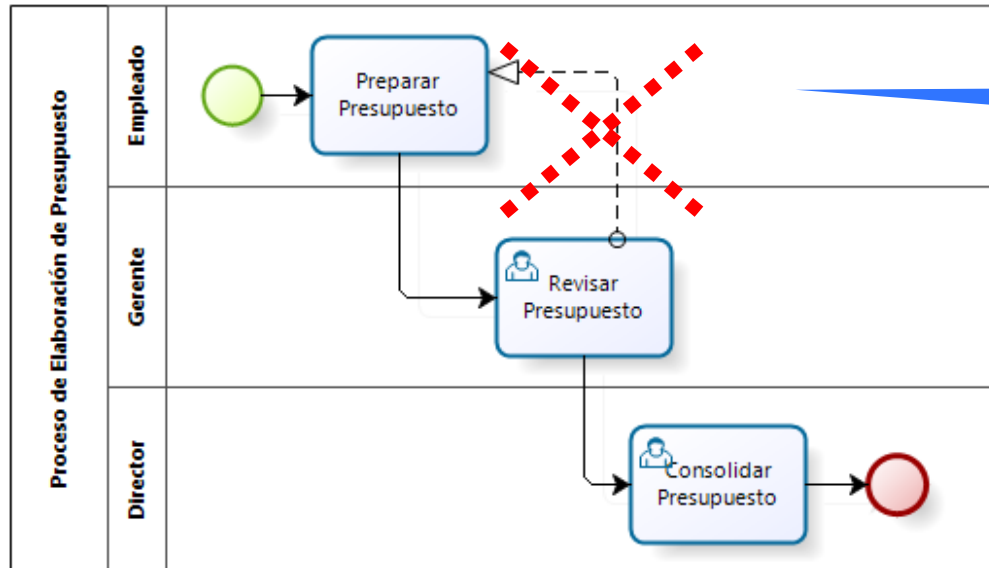 Proceso de Elaboración de Presupuesto
Empleado
Preparar
Presupuesto
Gerente
Revisar
Presupuesto
Director
Consolidar
Presupuesto